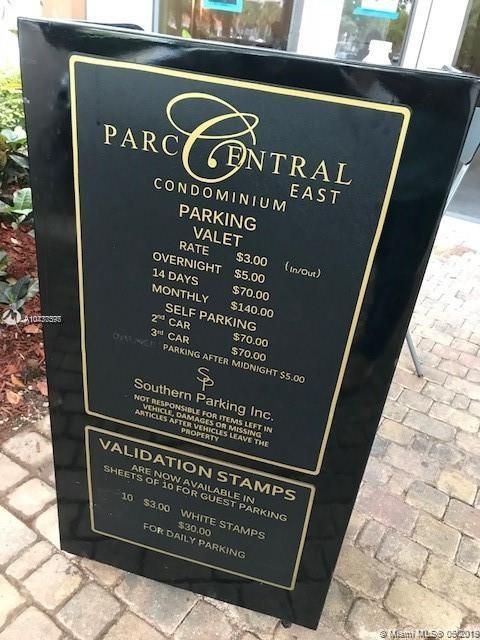 PARC CENTRAL
EAST
CONDOMINIUM
PARKING
VALET
RATE $3.00 (In/Out)
OVERNIGHT $5.00
14 DAYS $70.00
MONTHLY $140.00
SELF PARKING
2nd CAR $70.00
3rd CAR $70.00
PARKING AFTER MIDNIGHT $5.00
SP
Southern Parking Inc.
NOT RESPONSIBLE FOR ITEMS LEFT IN
VEHICLE, DAMAGES OR MISSING
ARTICLES AFTER VEHICLES LEAVE THE
PROPERTY
VALIDATION STAMPS
ARE NOW AVAILABLE IN
SHEETS OF 10 FOR GUEST PARKING
10 $3.00 WHITE STAMPS
$30.00
FOR DAILY PARKING